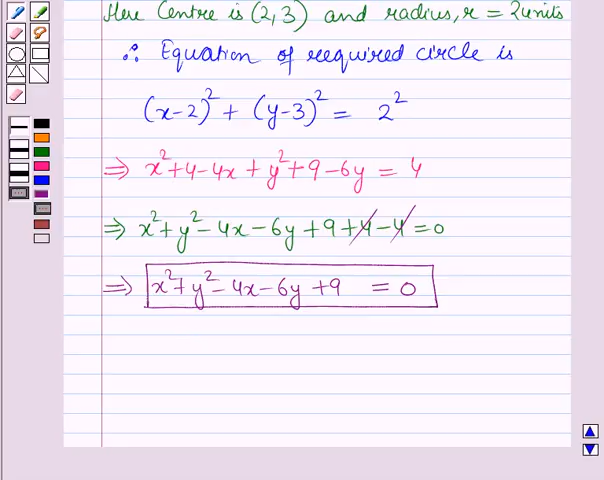 Here Centre is (2, 3) and radius, r = 2 units
∴ Equation of required circle is
(x-2)² + (y-3)² = 2²
⇒ x²+4-4x+y²+9-6y = 4
⇒ x²+y²-4x-6y+9+4-4=0
⇒ x²+y²-4x-6y+9 = 0